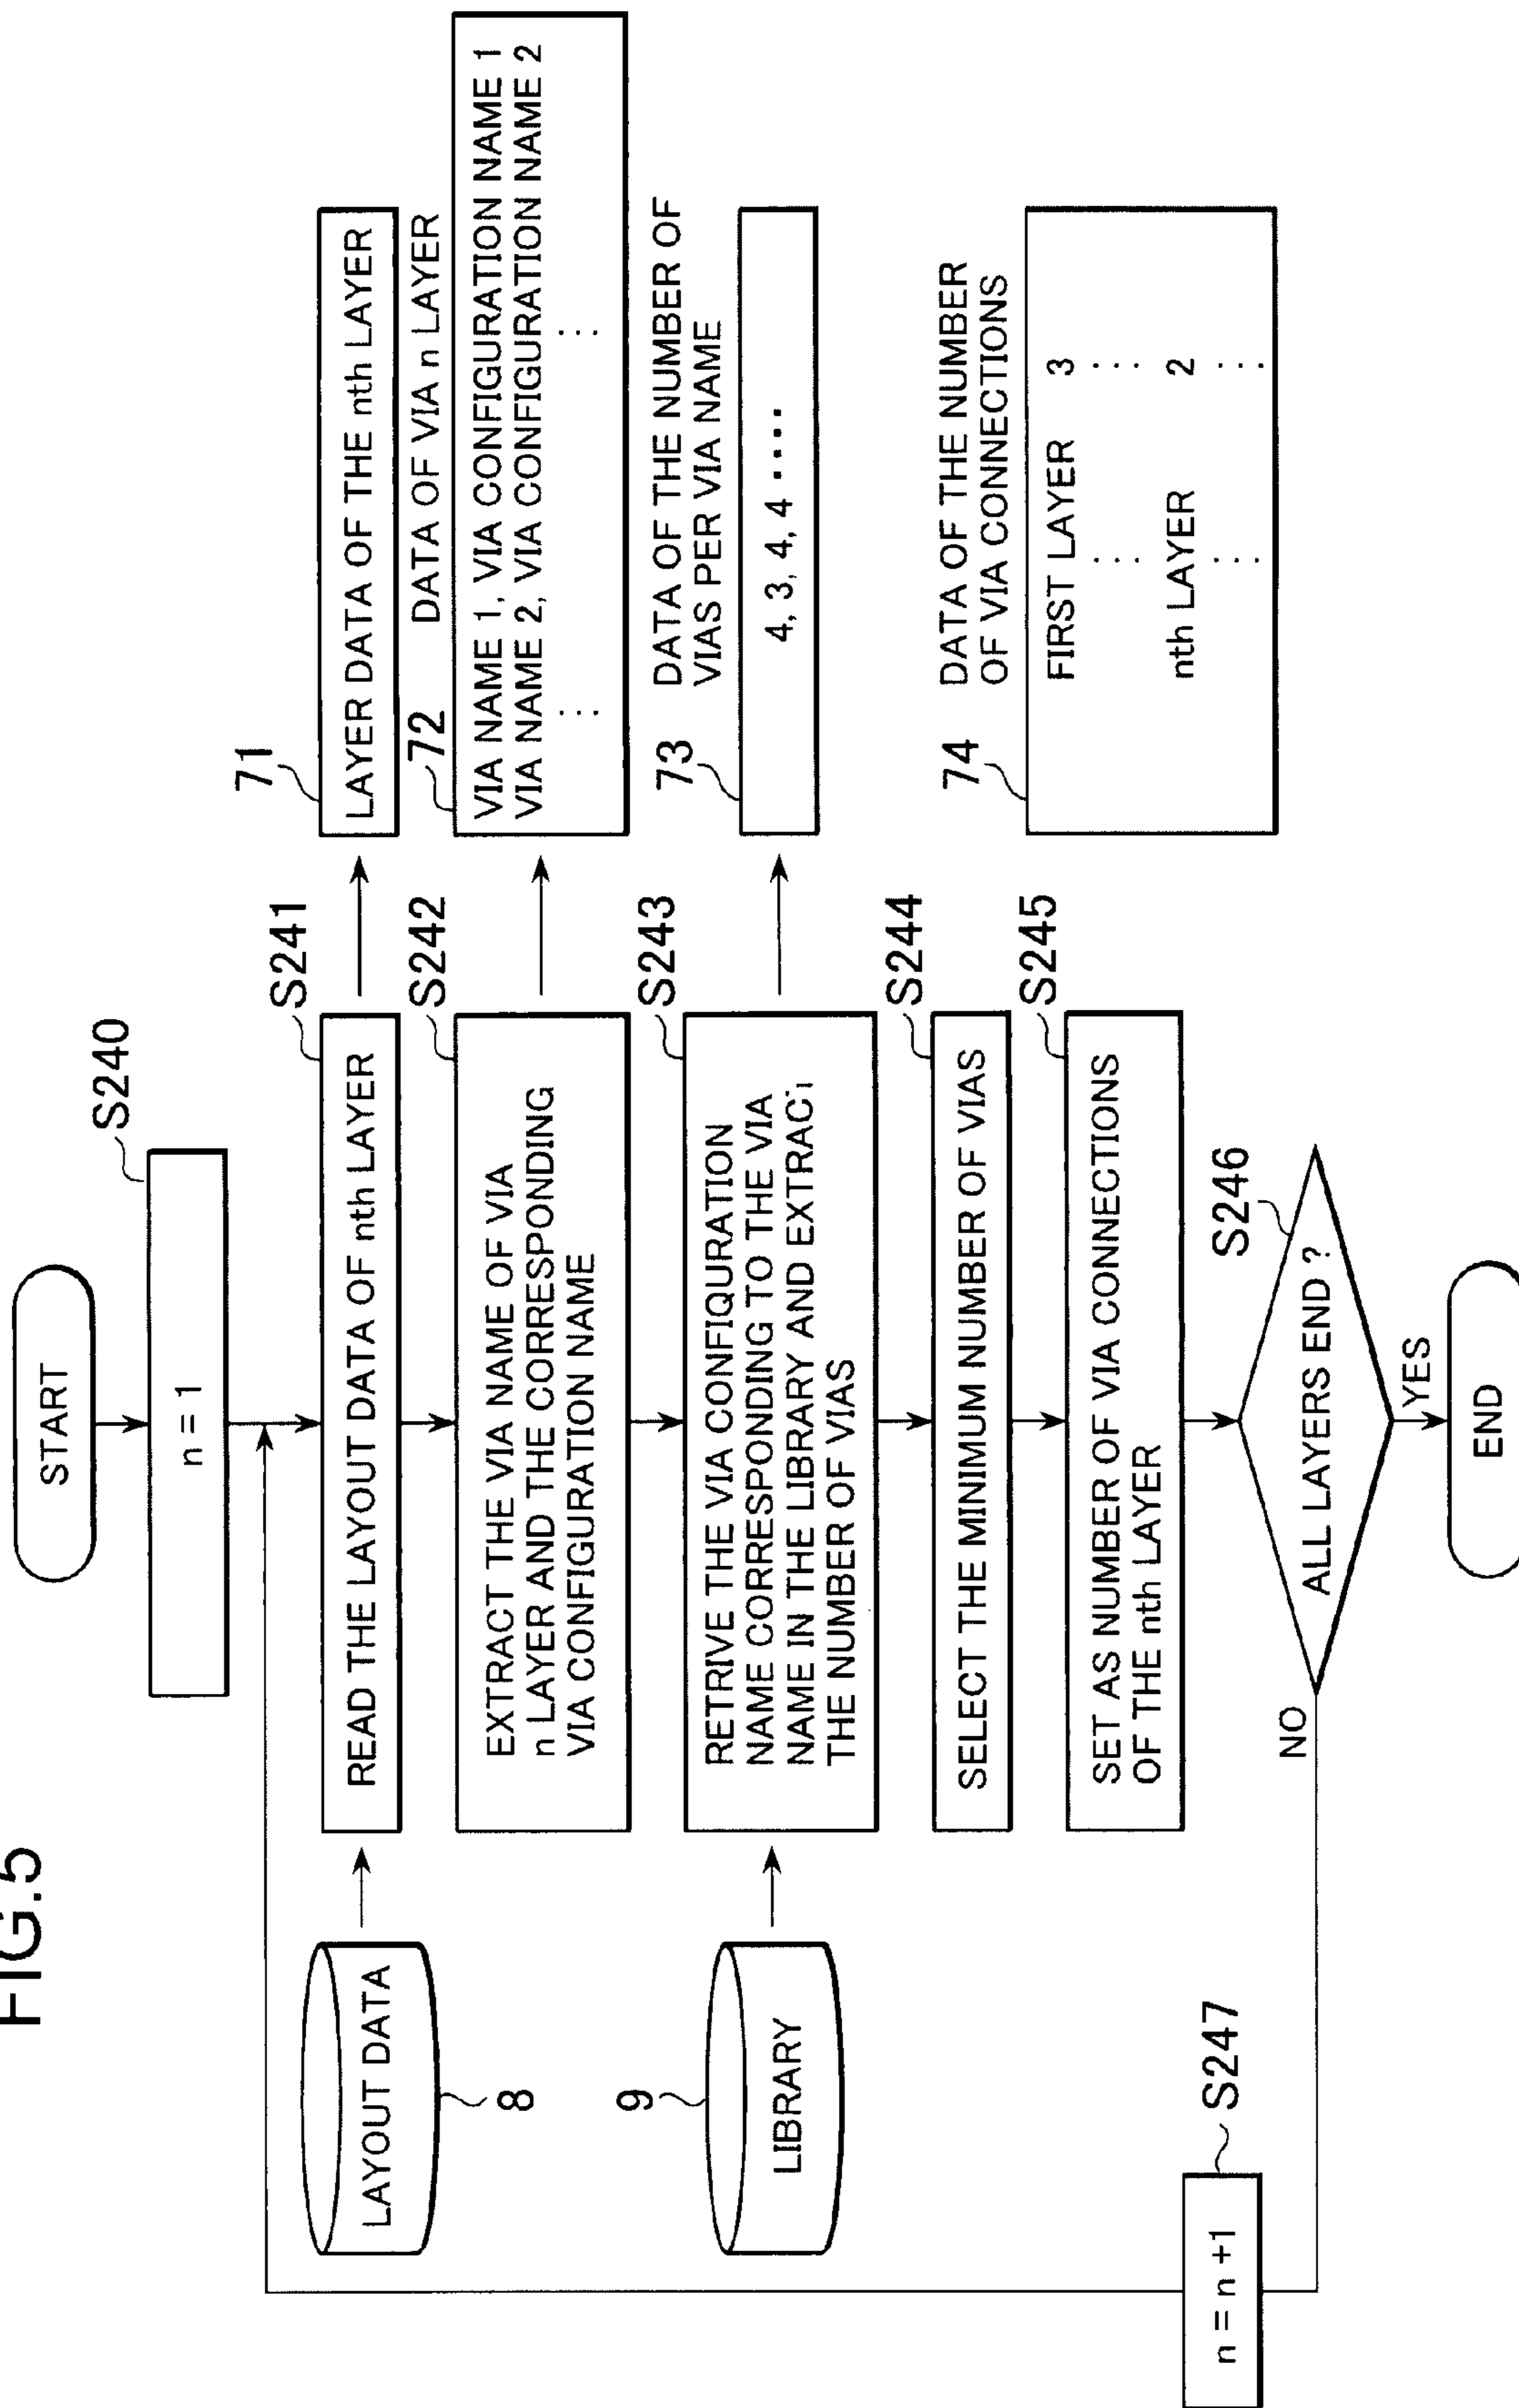 FIG.5
START
S240
n = 1
S241
READ THE LAYOUT DATA OF nth LAYER
LAYOUT DATA
8
71
LAYER DATA OF THE nth LAYER
S242
EXTRACT THE VIA NAME OF VIA
n LAYER AND THE CORRESPONDING
VIA CONFIGURATION NAME
72
DATA OF VIA n LAYER
VIA NAME 1, VIA CONFIGURATION NAME 1
VIA NAME 2, VIA CONFIGURATION NAME 2
⋮ ⋮
S243
RETRIVE THE VIA CONFIQURATION
NAME CORRESPONDING TO THE VIA
NAME IN THE LIBRARY AND EXTRACT
THE NUMBER OF VIAS
9
LIBRARY
73
DATA OF THE NUMBER OF
VIAS PER VIA NAME
4, 3, 4, 4 ····
S244
SELECT THE MINIMUM NUMBER OF VIAS
S245
SET AS NUMBER OF VIA CONNECTIONS
OF THE nth LAYER
74
DATA OF THE NUMBER
OF VIA CONNECTIONS
FIRST LAYER 3
⋮ ⋮
nth LAYER 2
⋮ ⋮
S246
ALL LAYERS END ?
NO
YES
S247
n = n +1
END